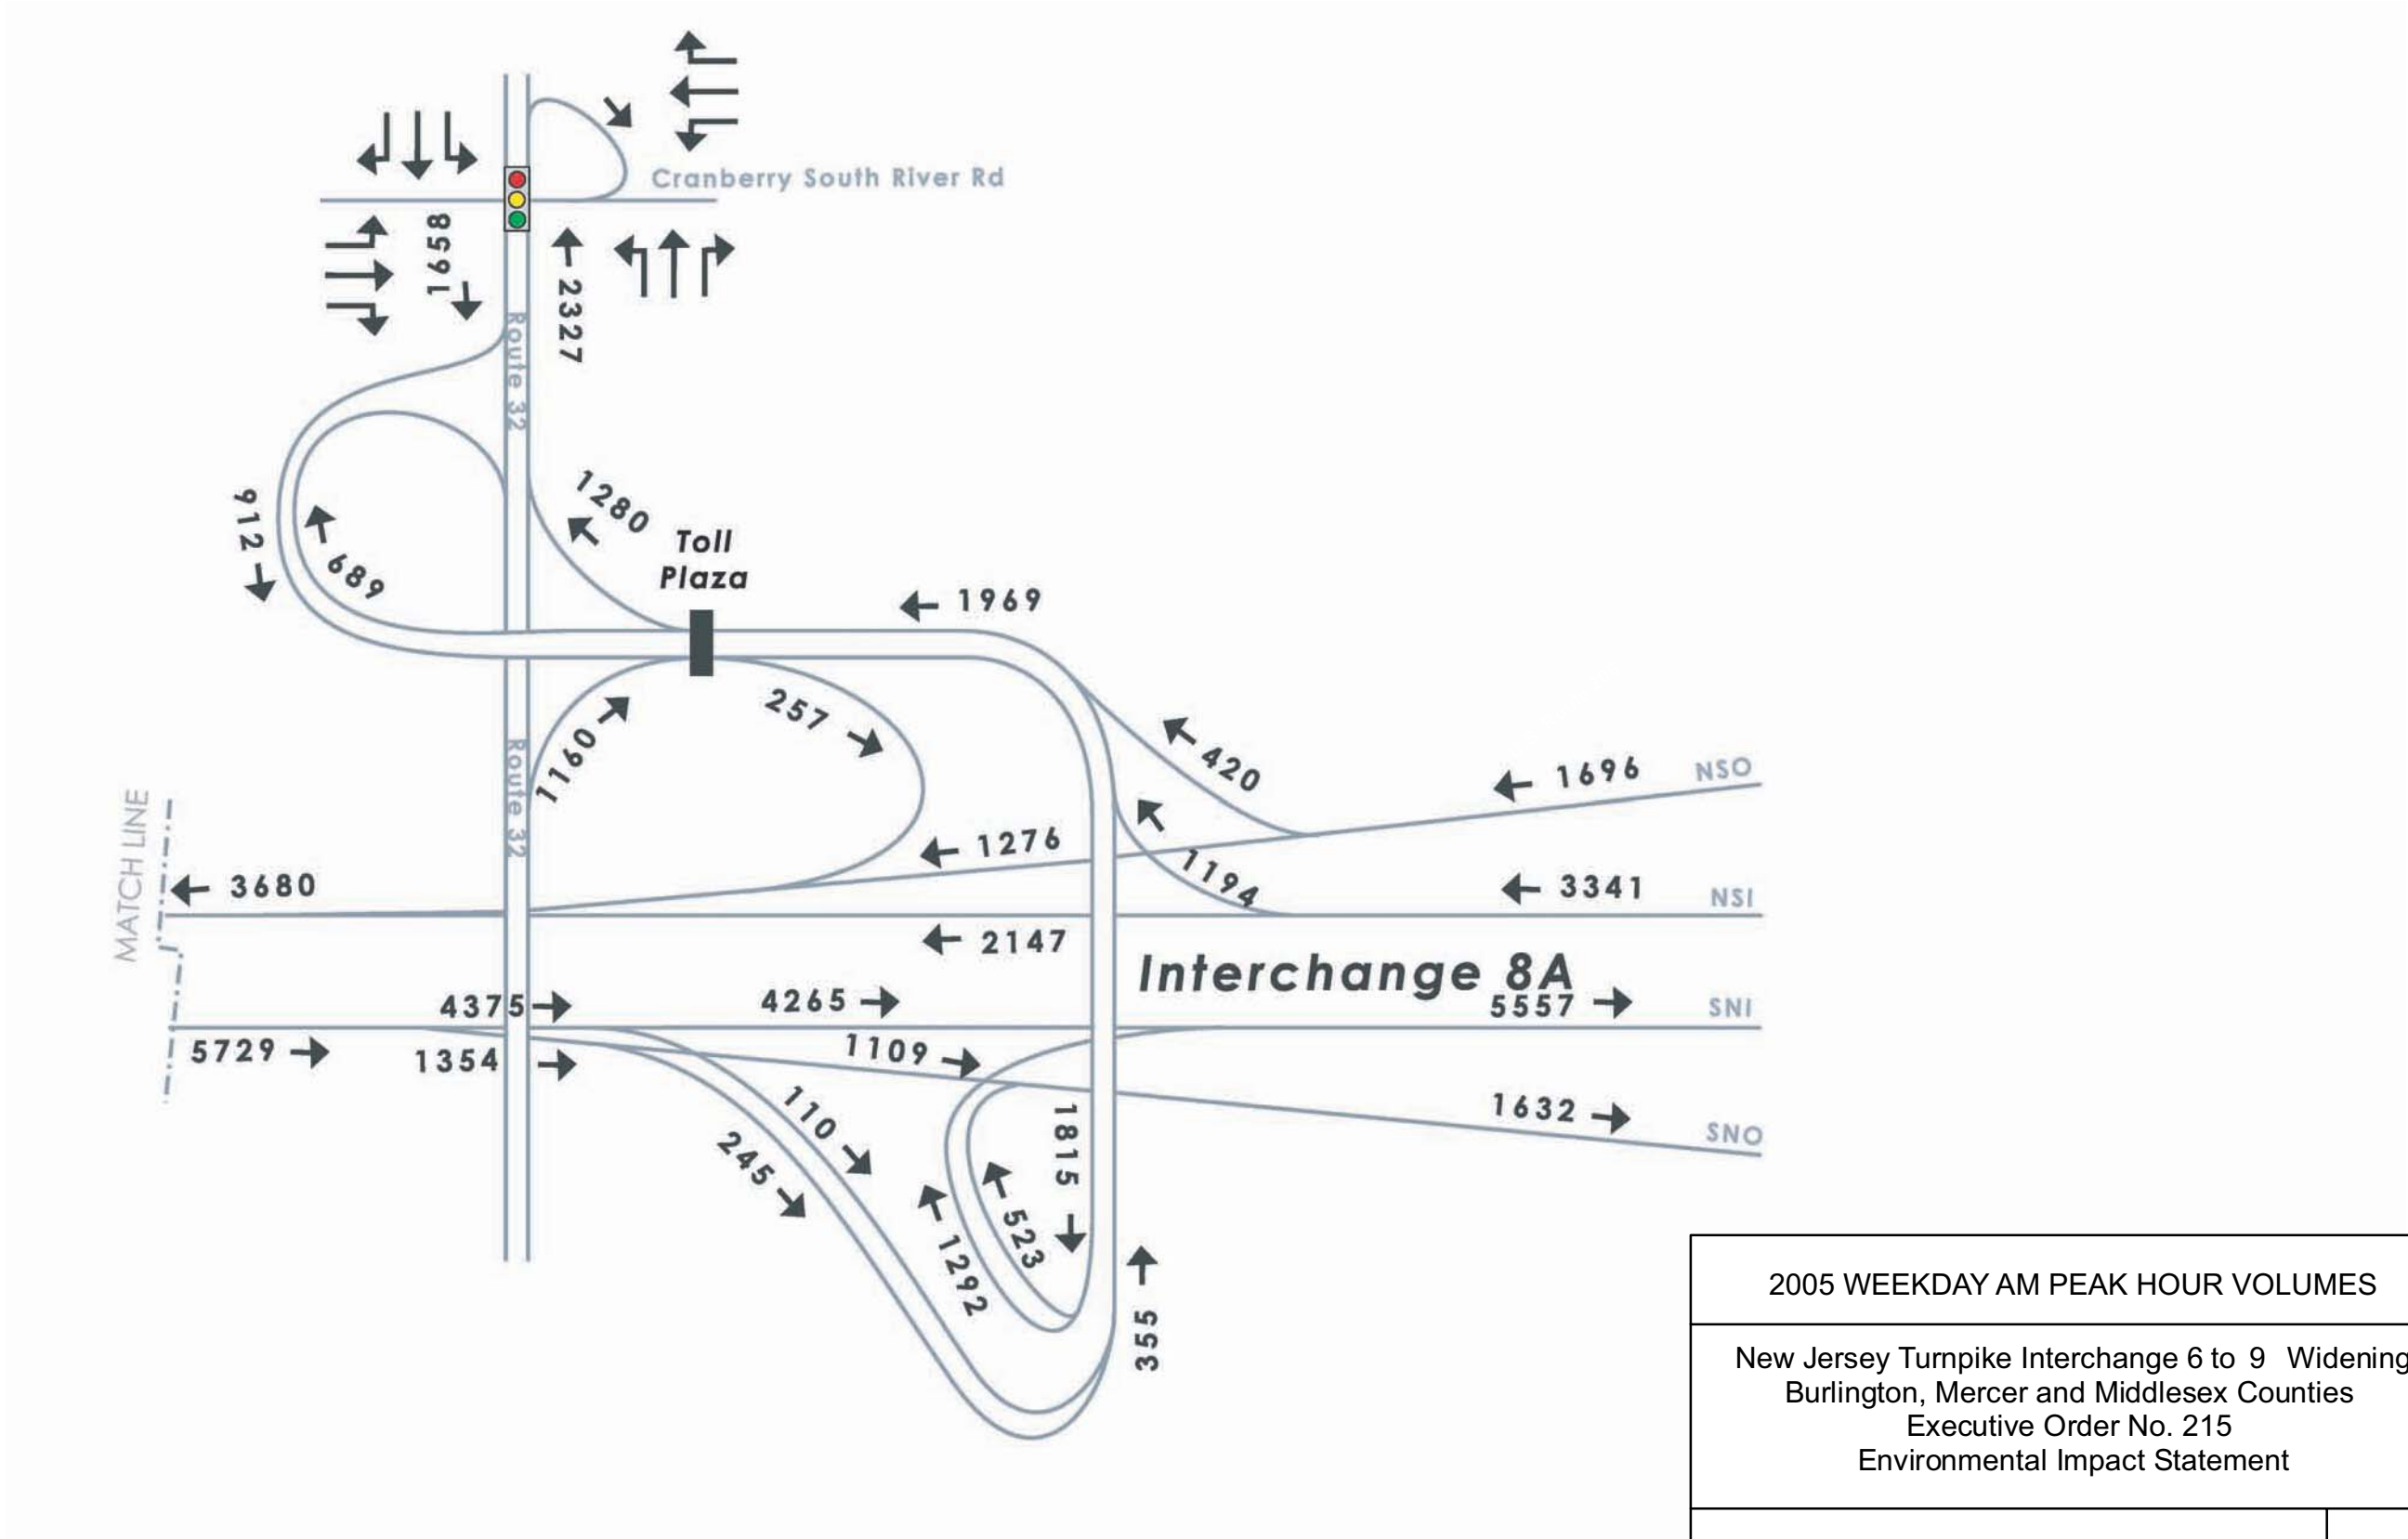 Cranberry South River Rd
1658
2327
Route 32
912
689
1280
Toll
Plaza
1969
1160
257
420
1696
NSO
Route 32
MATCH LINE
3680
1276
1194
3341
NSI
2147
Interchange 8A
4375
4265
5557
SNI
5729
1354
1109
110
245
1815
523
1292
355
1632
SNO
2005 WEEKDAY AM PEAK HOUR VOLUMES
New Jersey Turnpike Interchange 6 to 9 Widening
Burlington, Mercer and Middlesex Counties
Executive Order No. 215
Environmental Impact Statement